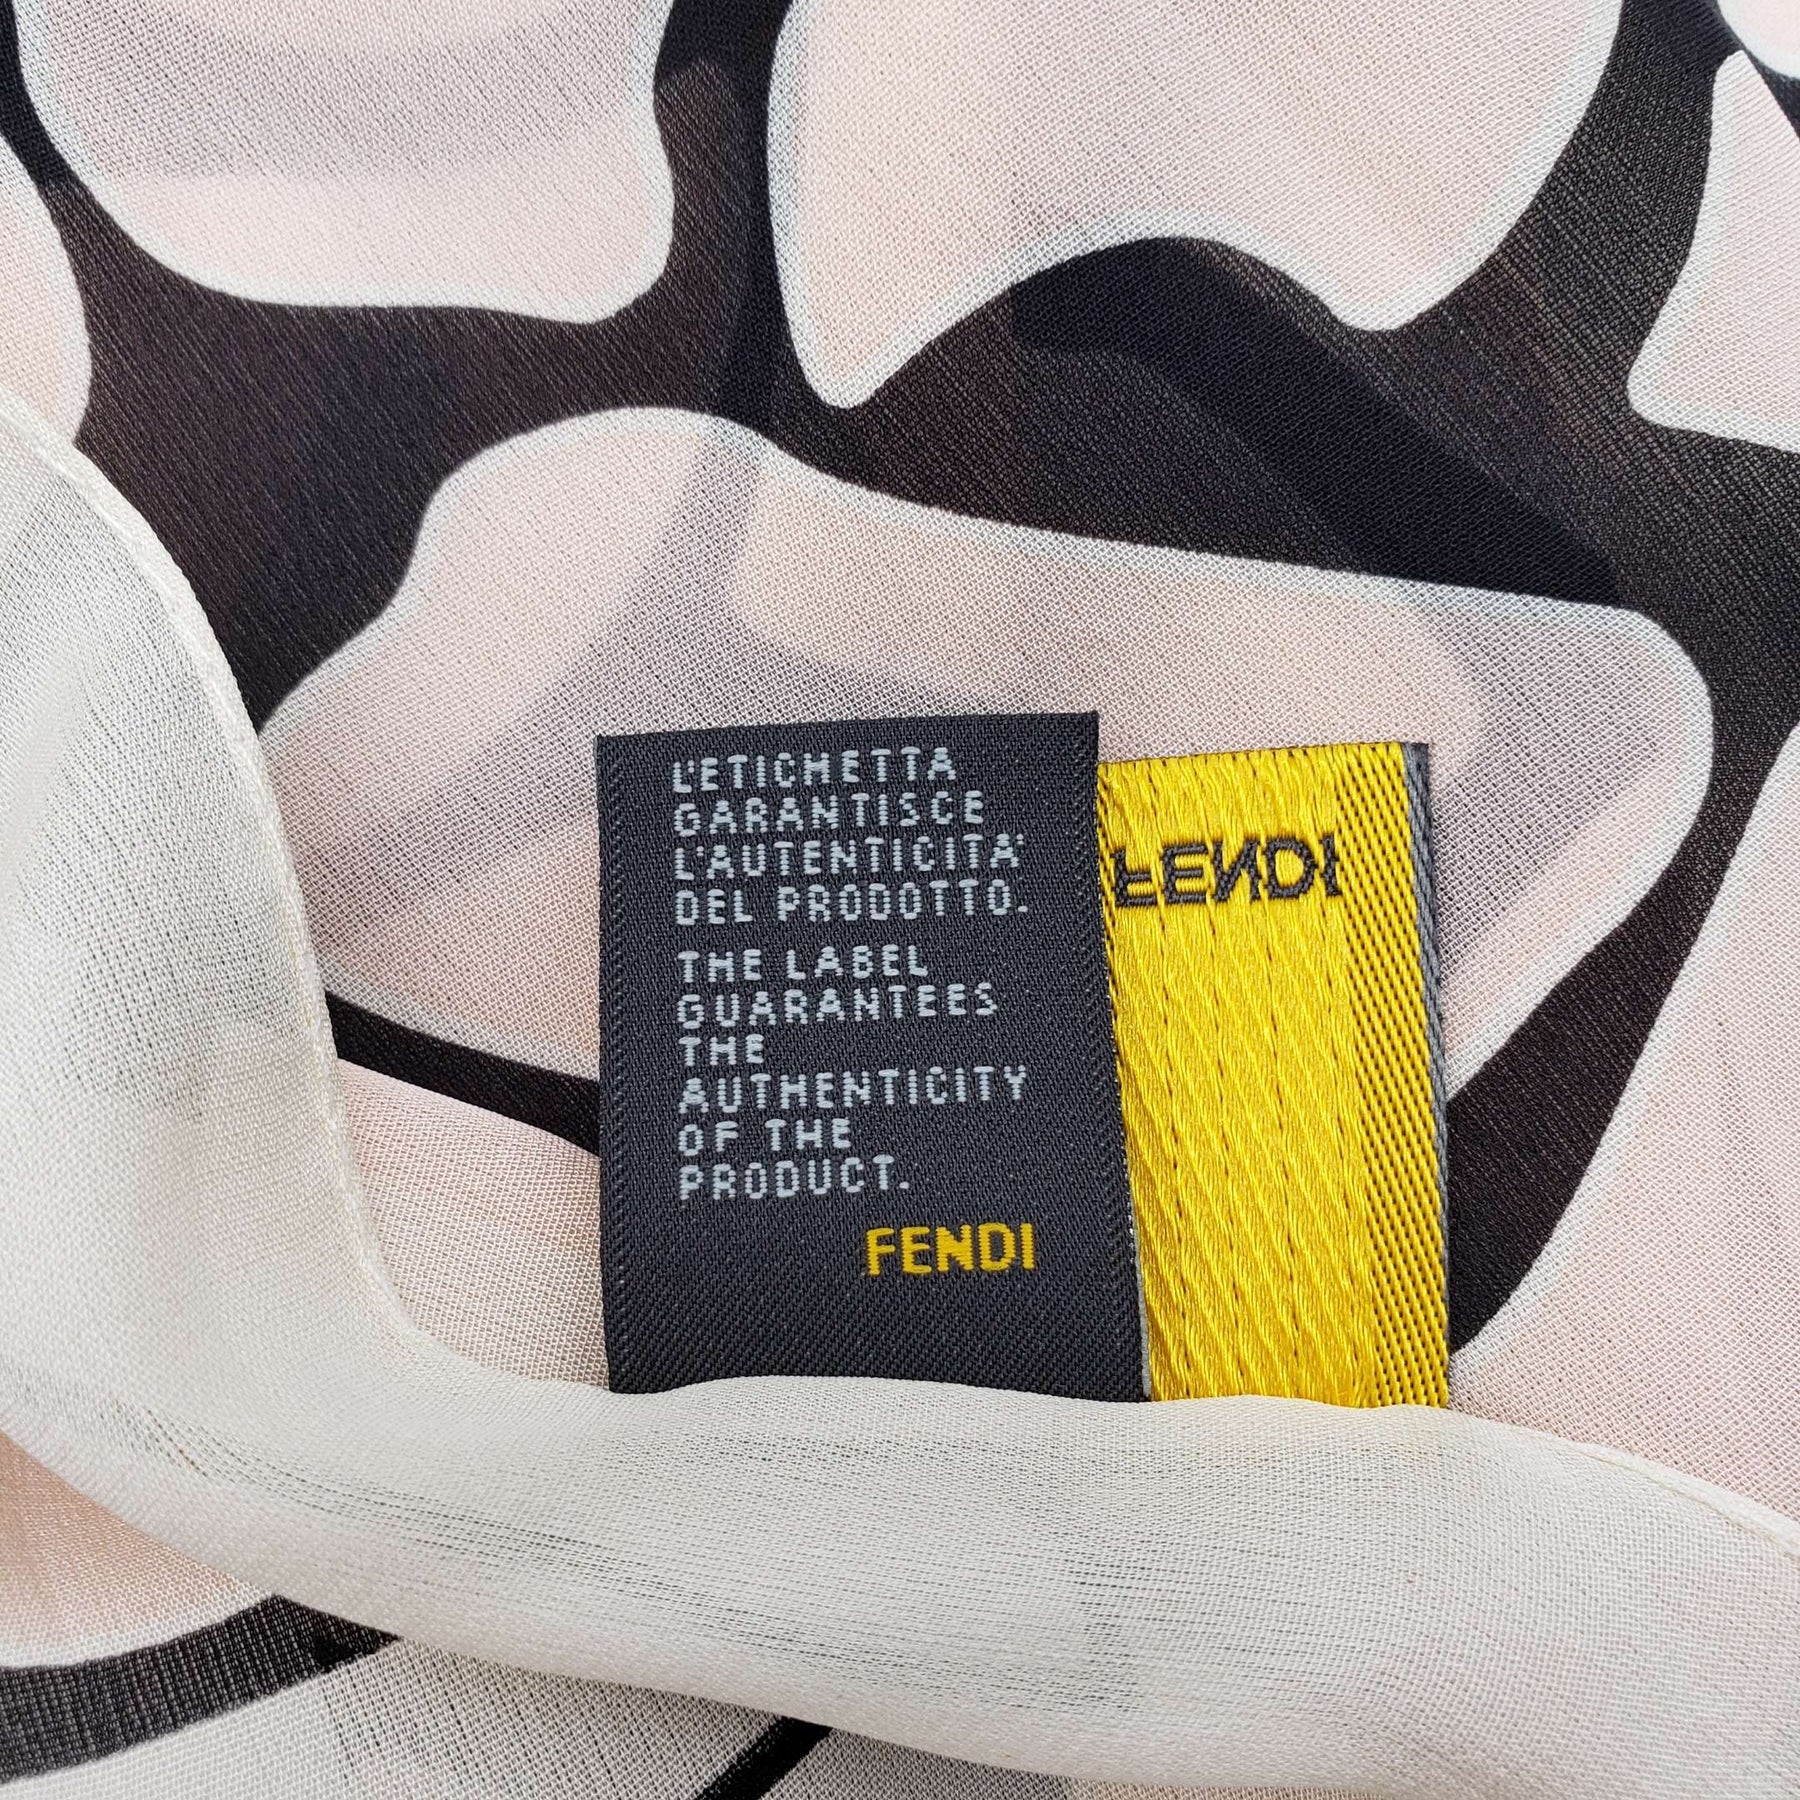 L'ETICHETTA
GARANTISCE
L'AUTENTICITA'
DEL PRODOTTO.
THE LABEL
GUARANTEES
THE
AUTHENTICITY
OF THE
PRODUCT.
FENDI
FENDI